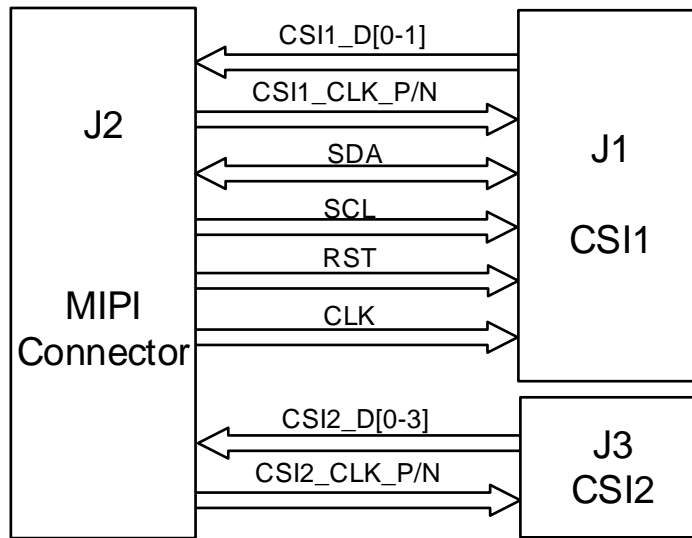 J2
MIPI
Connector
CSI1_D[0-1]
CSI1_CLK_P/N
SDA
SCL
RST
CLK
CSI2_D[0-3]
CSI2_CLK_P/N
J1
CSI1
J3
CSI2